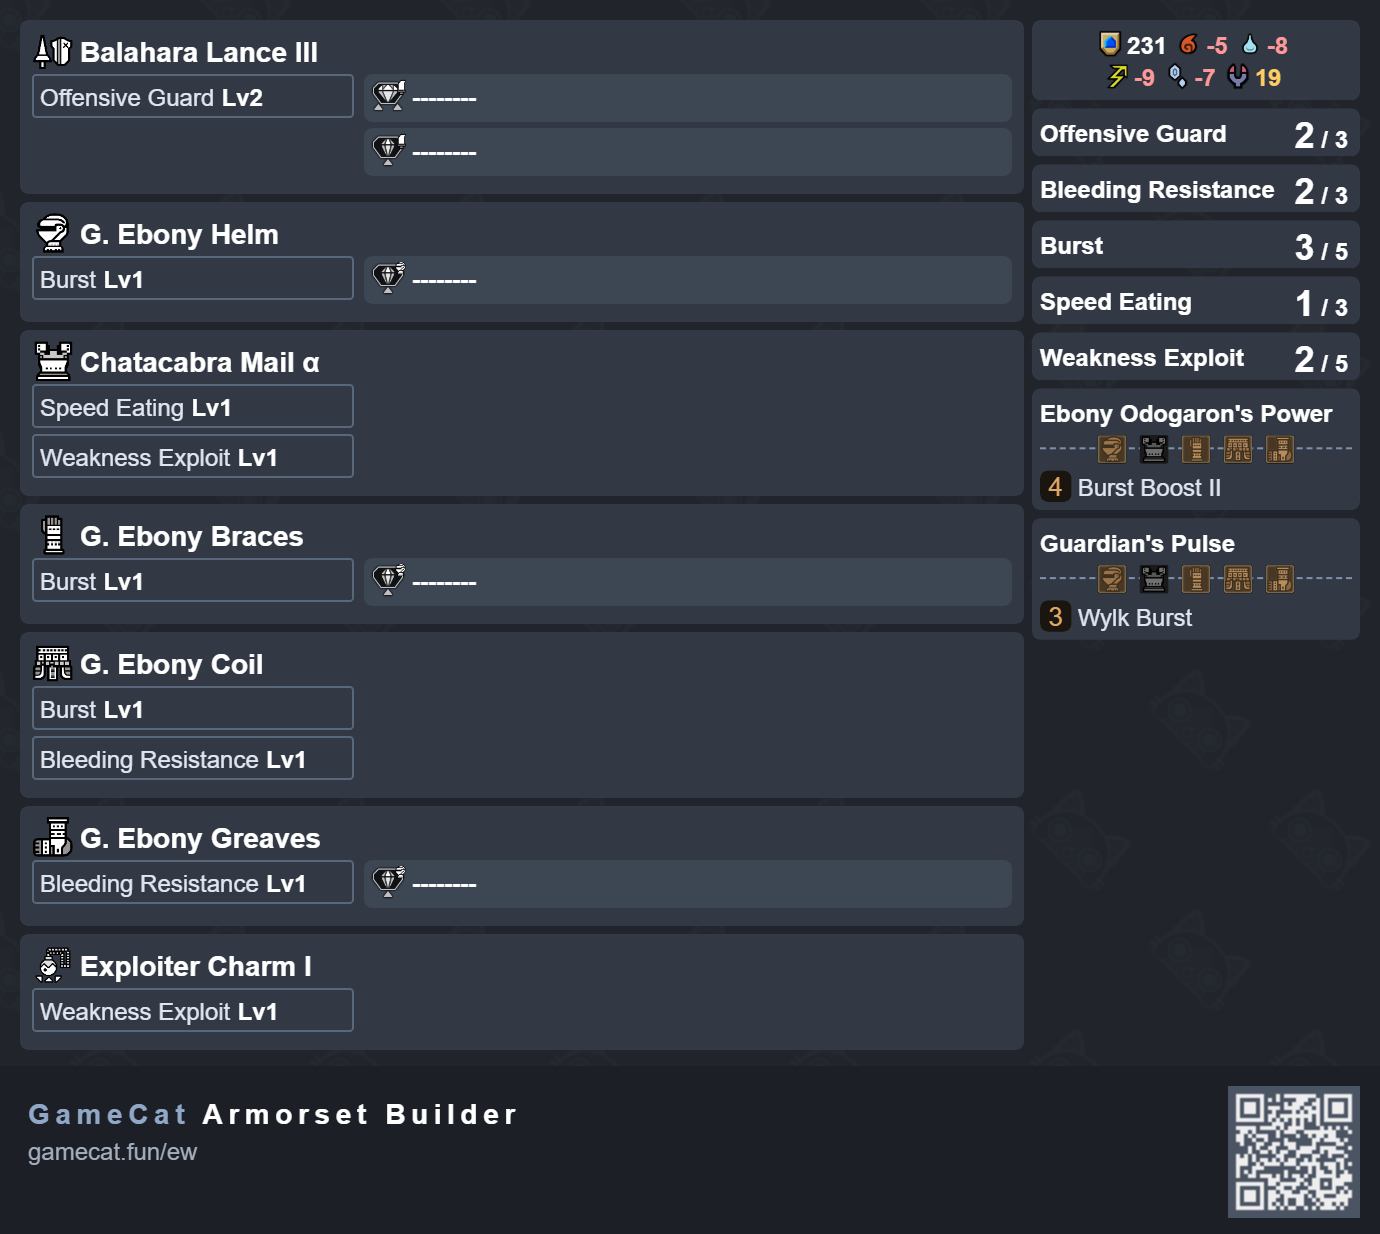 Balahara Lance III
Offensive Guard Lv2
--------
--------
G. Ebony Helm
Burst Lv1
--------
Chatacabra Mail α
Speed Eating Lv1
Weakness Exploit Lv1
G. Ebony Braces
Burst Lv1
--------
G. Ebony Coil
Burst Lv1
Bleeding Resistance Lv1
G. Ebony Greaves
Bleeding Resistance Lv1
--------
Exploiter Charm I
Weakness Exploit Lv1
231 -5 -8
-9 -7 19
Offensive Guard 2 / 3
Bleeding Resistance 2 / 3
Burst 3 / 5
Speed Eating 1 / 3
Weakness Exploit 2 / 5
Ebony Odogaron's Power
4 Burst Boost II
Guardian's Pulse
3 Wylk Burst
GameCat Armorset Builder
gamecat.fun/ew